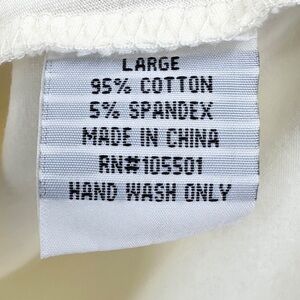 LARGE
95% COTTON
5% SPANDEX
MADE IN CHINA
RN#105501
HAND WASH ONLY